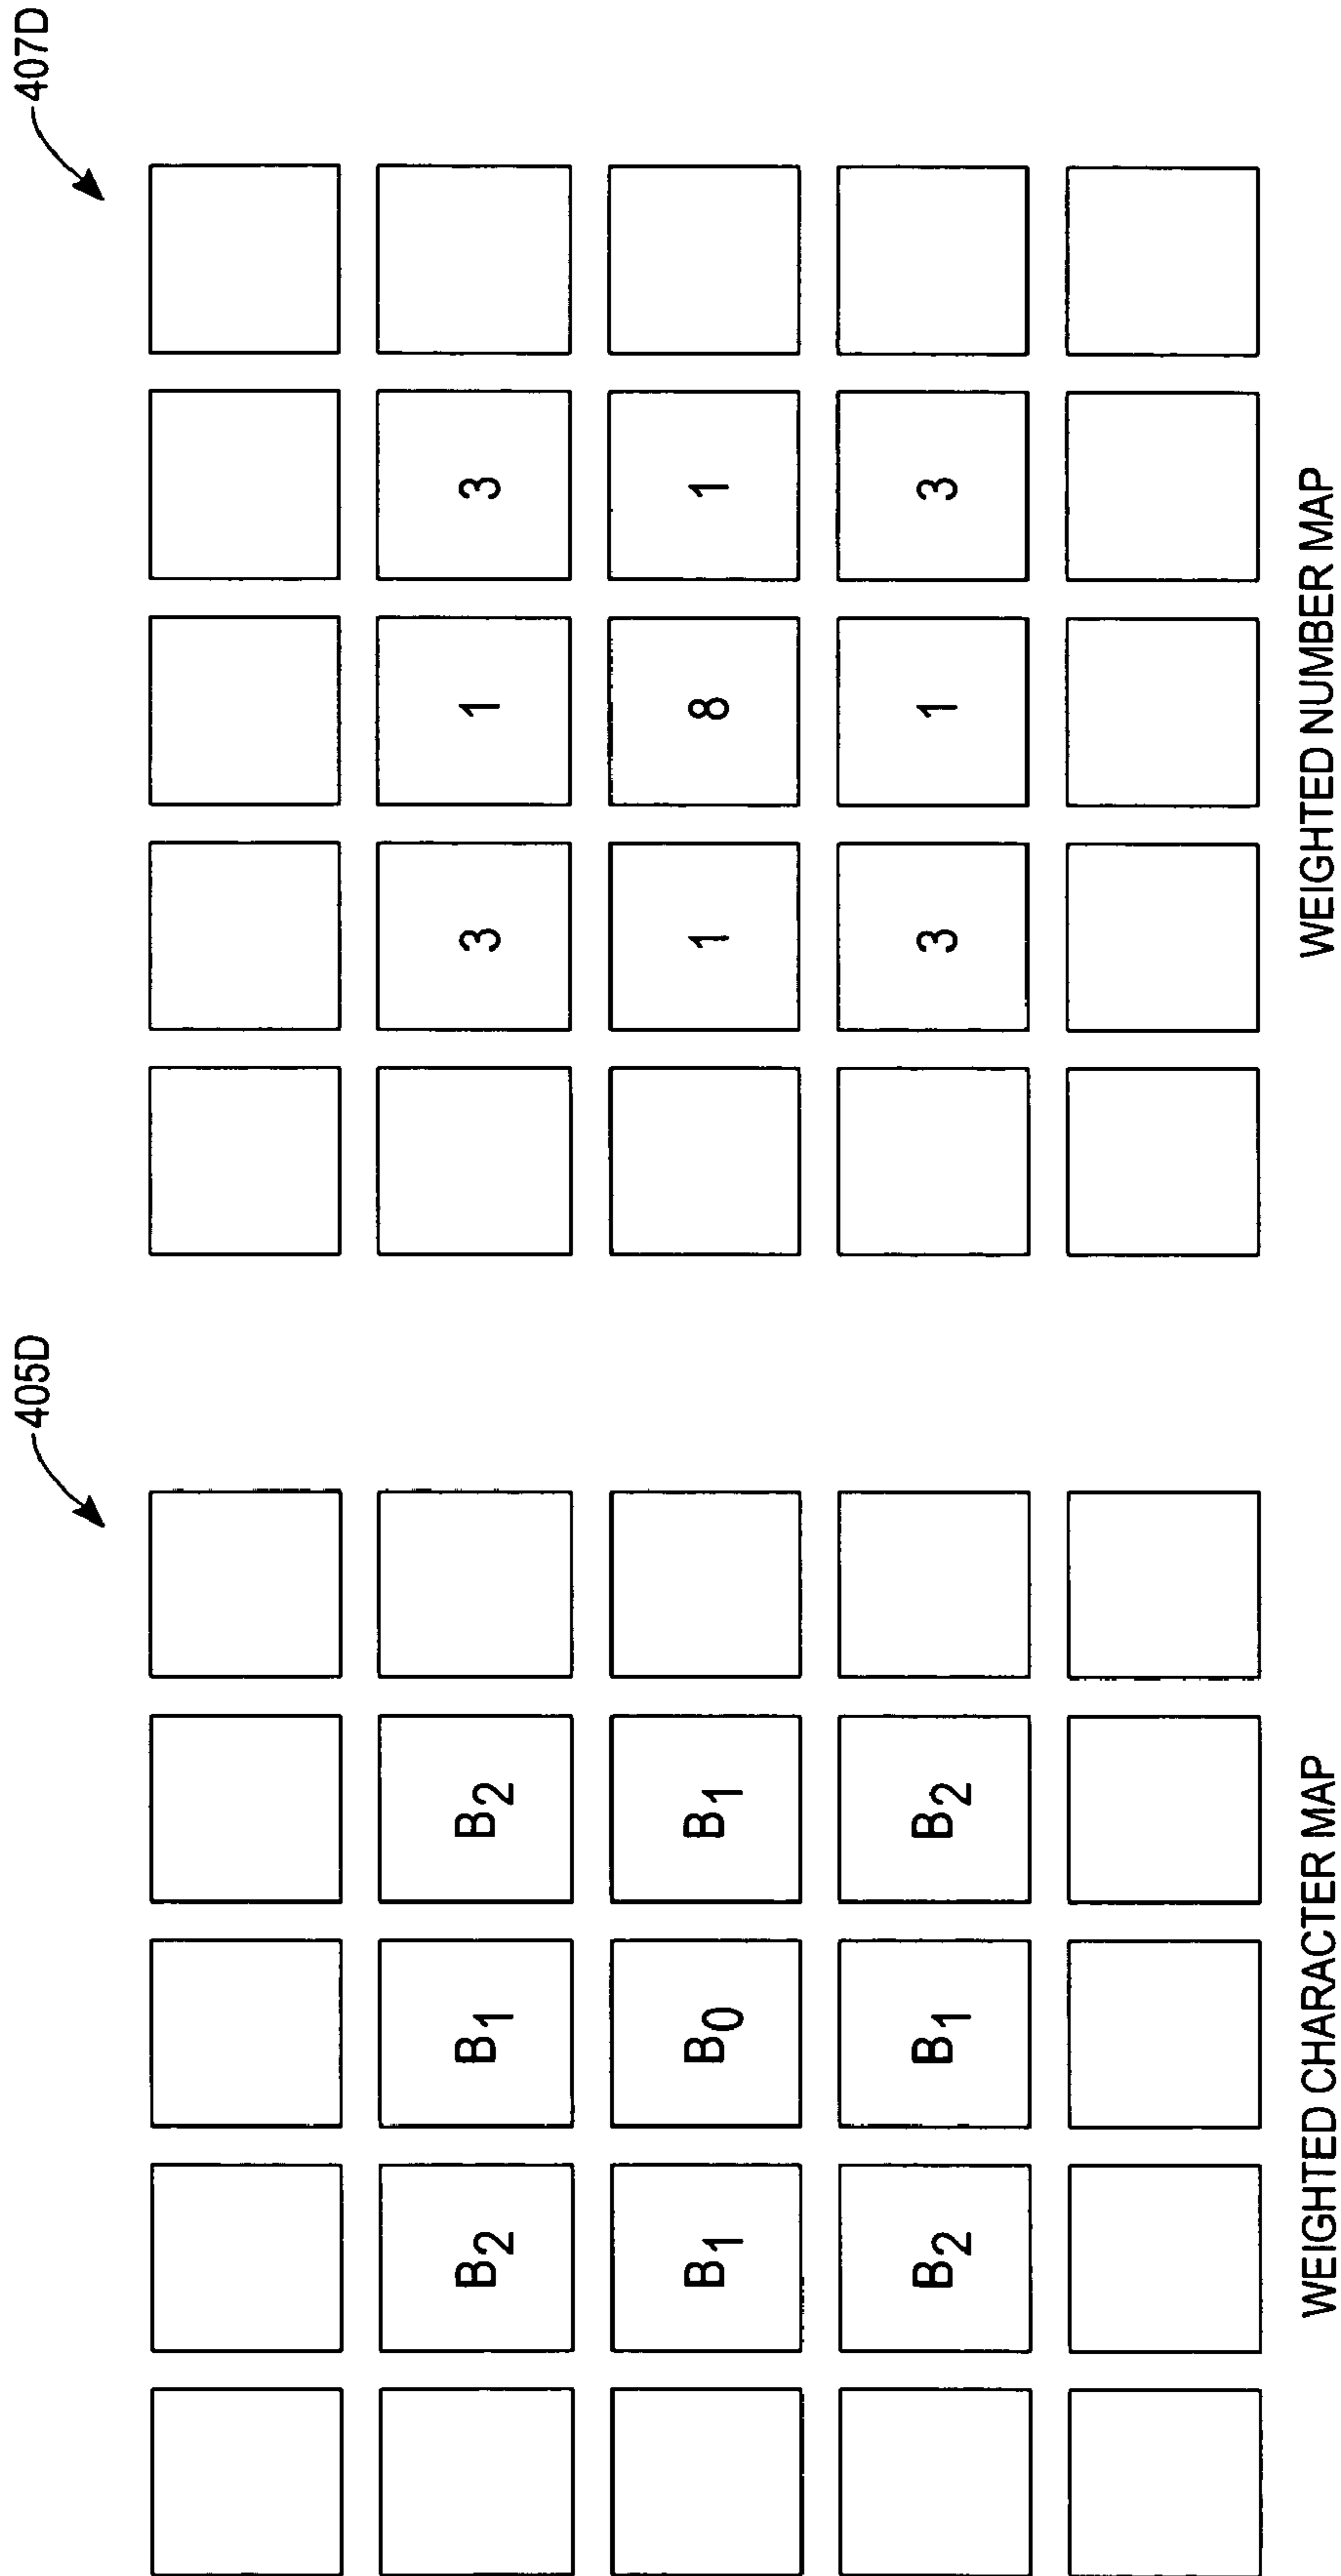 405D
B2 B1 B2
B1 B0 B1
B2 B1 B2
WEIGHTED CHARACTER MAP
407D
3 1 3
1 8 1
3 1 3
WEIGHTED NUMBER MAP